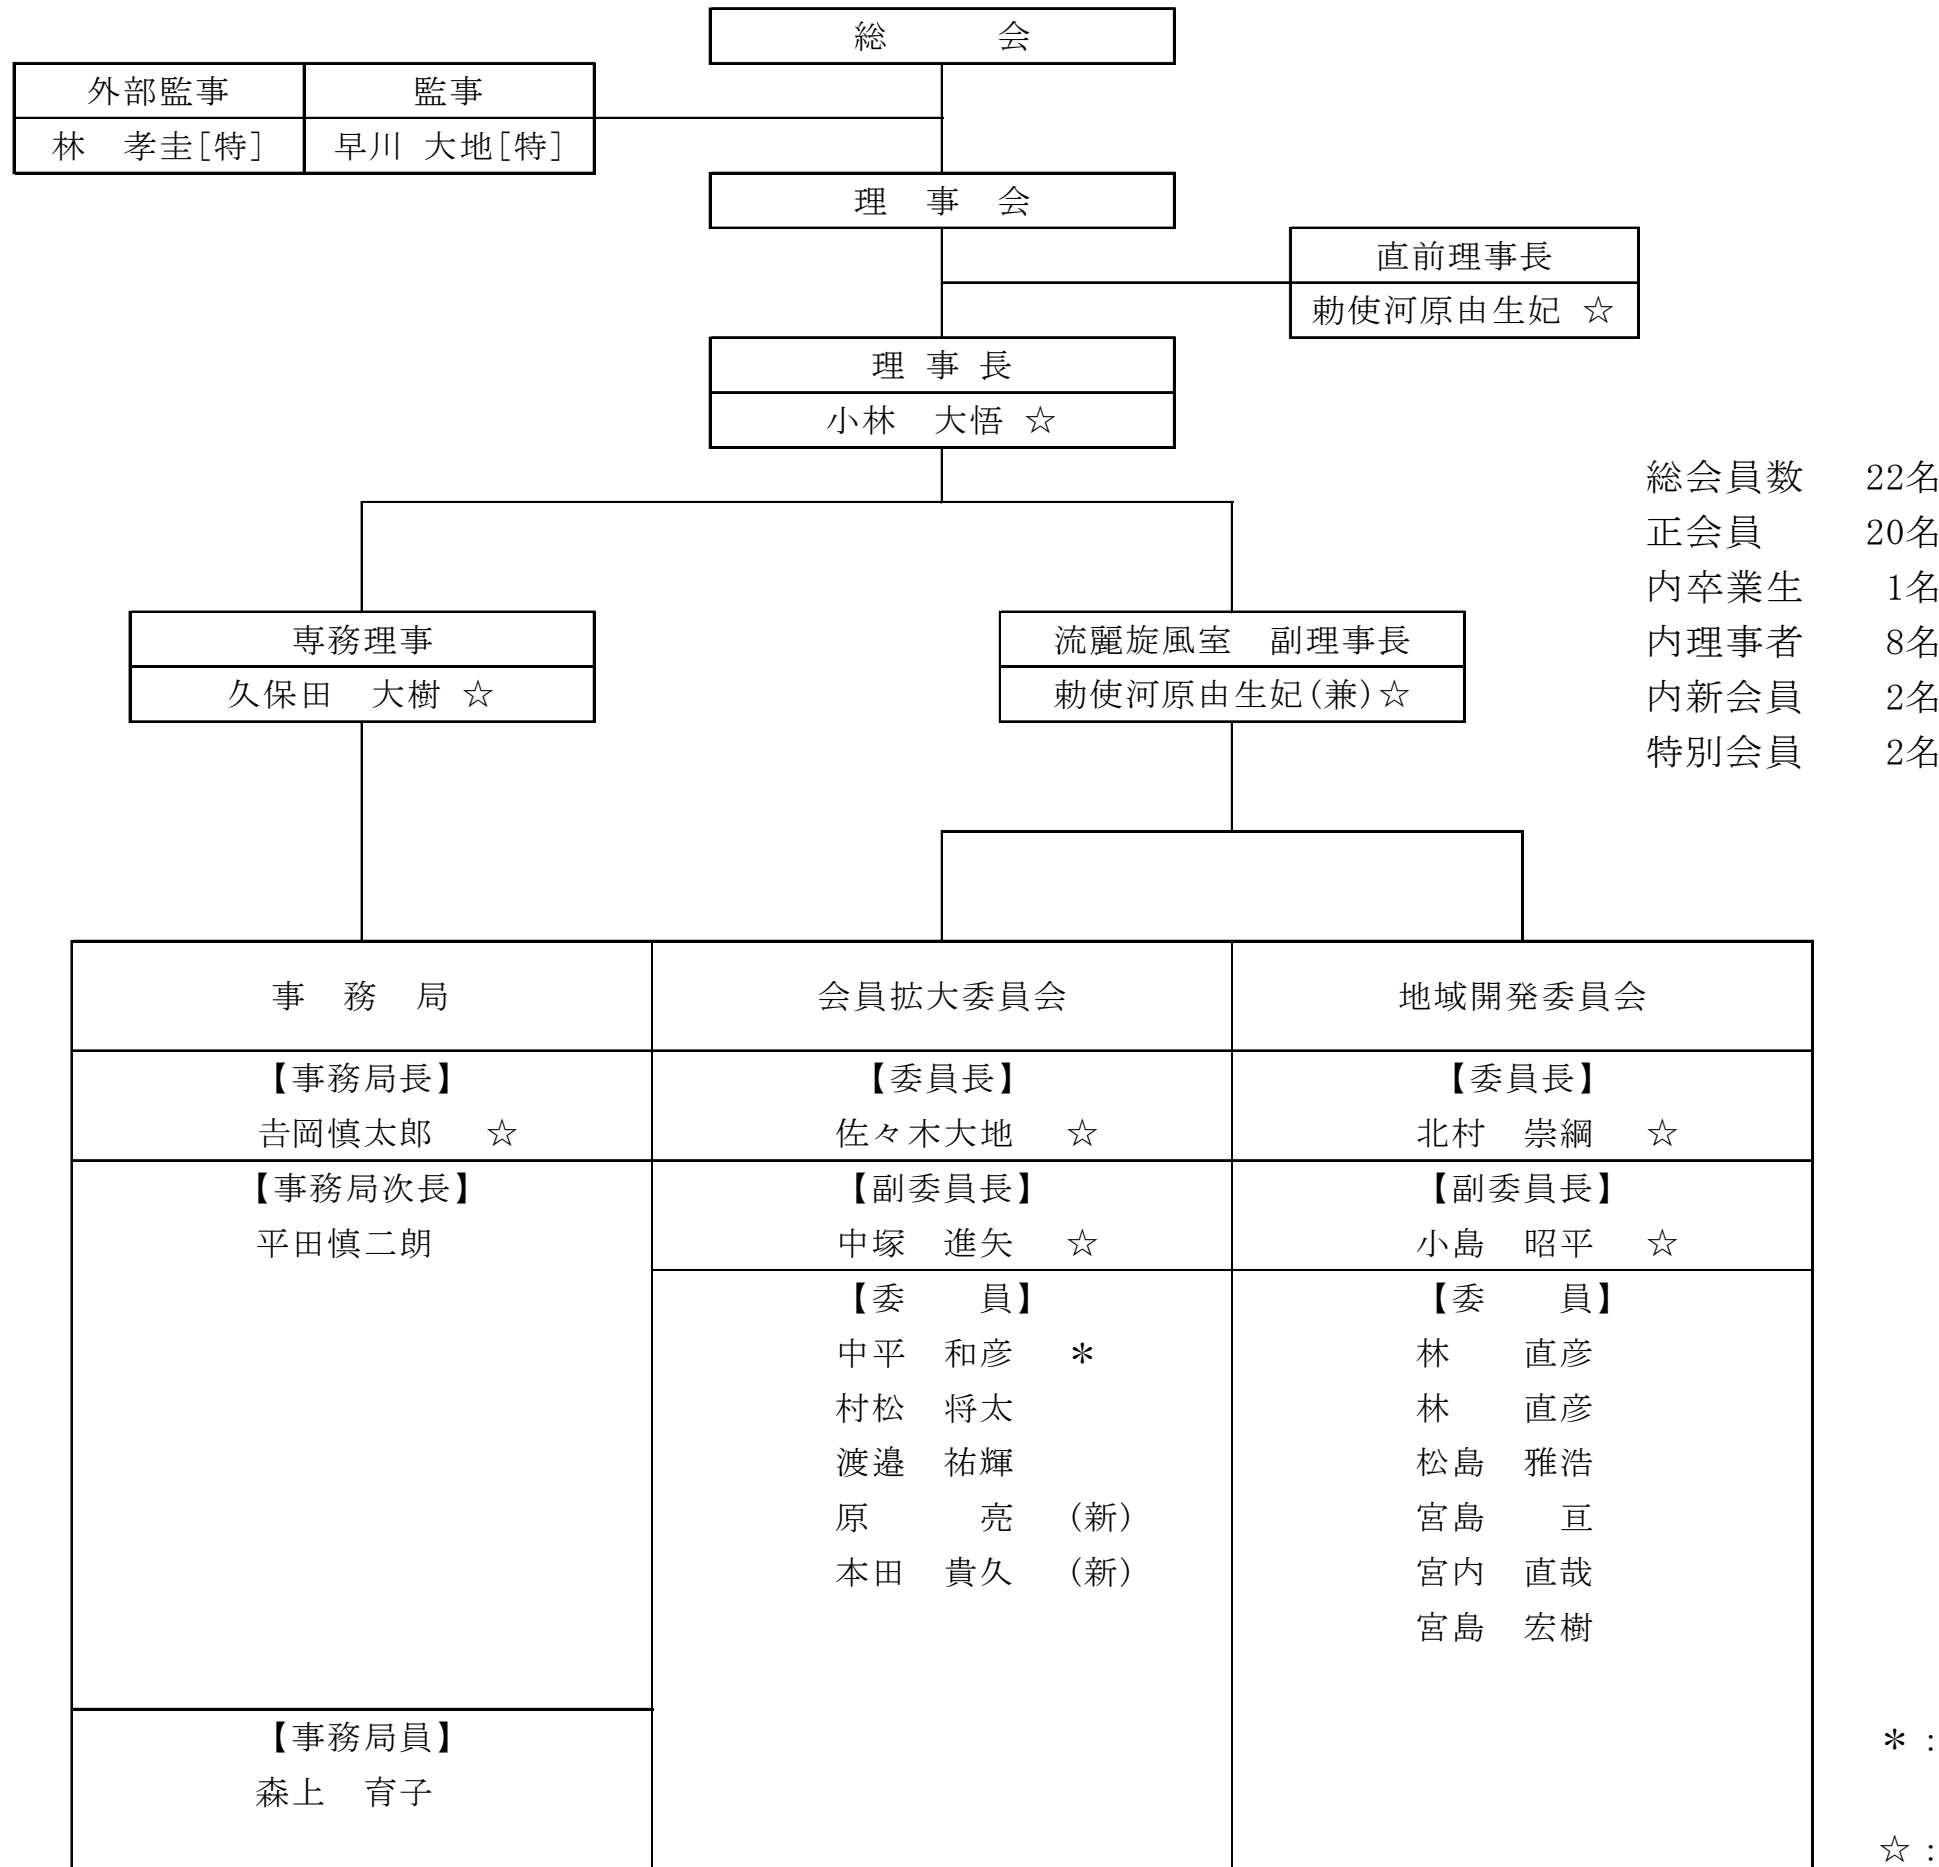 総　　　会
外部監事　監事
林　孝圭[特]　早川 大地[特]
理　事　会
直前理事長
勅使河原由生妃 ☆
理 事 長
小林　大悟 ☆
総会員数　22名
正会員　20名
内卒業生　1名
内理事者　8名
内新会員　2名
特別会員　2名
専務理事
久保田　大樹 ☆
流麗旋風室　副理事長
勅使河原由生妃(兼)☆
事　務　局
【事務局長】
𠮷岡慎太郎　☆
【事務局次長】
平田慎二朗
【事務局員】
森上　育子
会員拡大委員会
【委員長】
佐々木大地　☆
【副委員長】
中塚　進矢　☆
【委　　員】
中平　和彦　＊
村松　将太
渡邉　祐輝
原　　　亮　(新)
本田　貴久　(新)
地域開発委員会
【委員長】
北村　崇綱　☆
【副委員長】
小島　昭平　☆
【委　　員】
林　　直彦
林　　直彦
松島　雅浩
宮島　　亘
宮内　直哉
宮島　宏樹
＊：
☆：